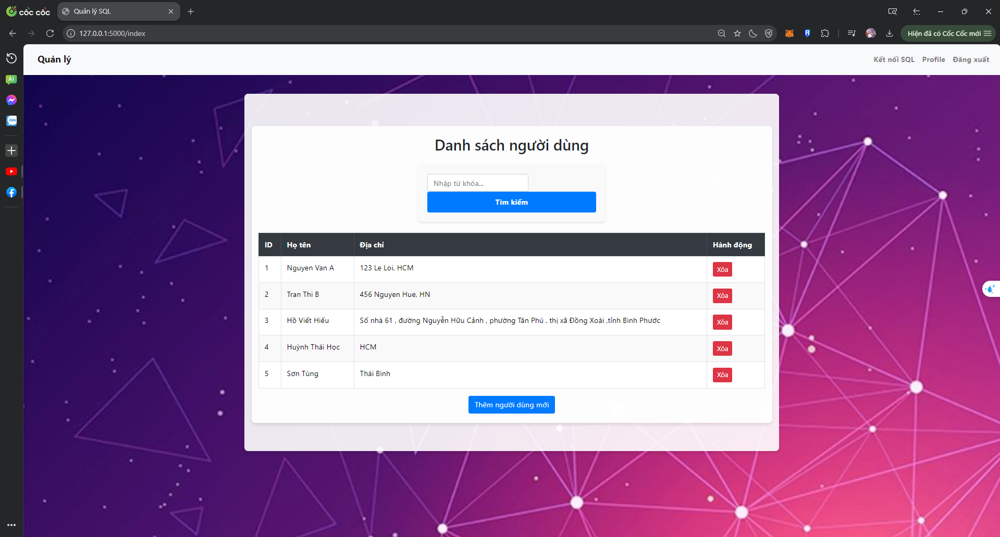 cốc cốc
Quản lý SQL
127.0.0.1:5000/index
Hiện đã có Cốc Cốc mới
AI
Zalo
Quản lý
Kết nối SQL Profile Đăng xuất
Danh sách người dùng
Nhập từ khóa...
Tìm kiếm
ID Họ tên Địa chỉ Hành động
1 Nguyen Van A 123 Le Loi, HCM Xóa
2 Tran Thi B 456 Nguyen Hue, HN Xóa
3 Hồ Viết Hiếu Số nhà 61 , đường Nguyễn Hữu Cảnh , phường Tân Phú , thị xã Đồng Xoài ,tỉnh Bình Phước Xóa
4 Huỳnh Thái Học HCM Xóa
5 Sơn Tùng Thái Bình Xóa
Thêm người dùng mới